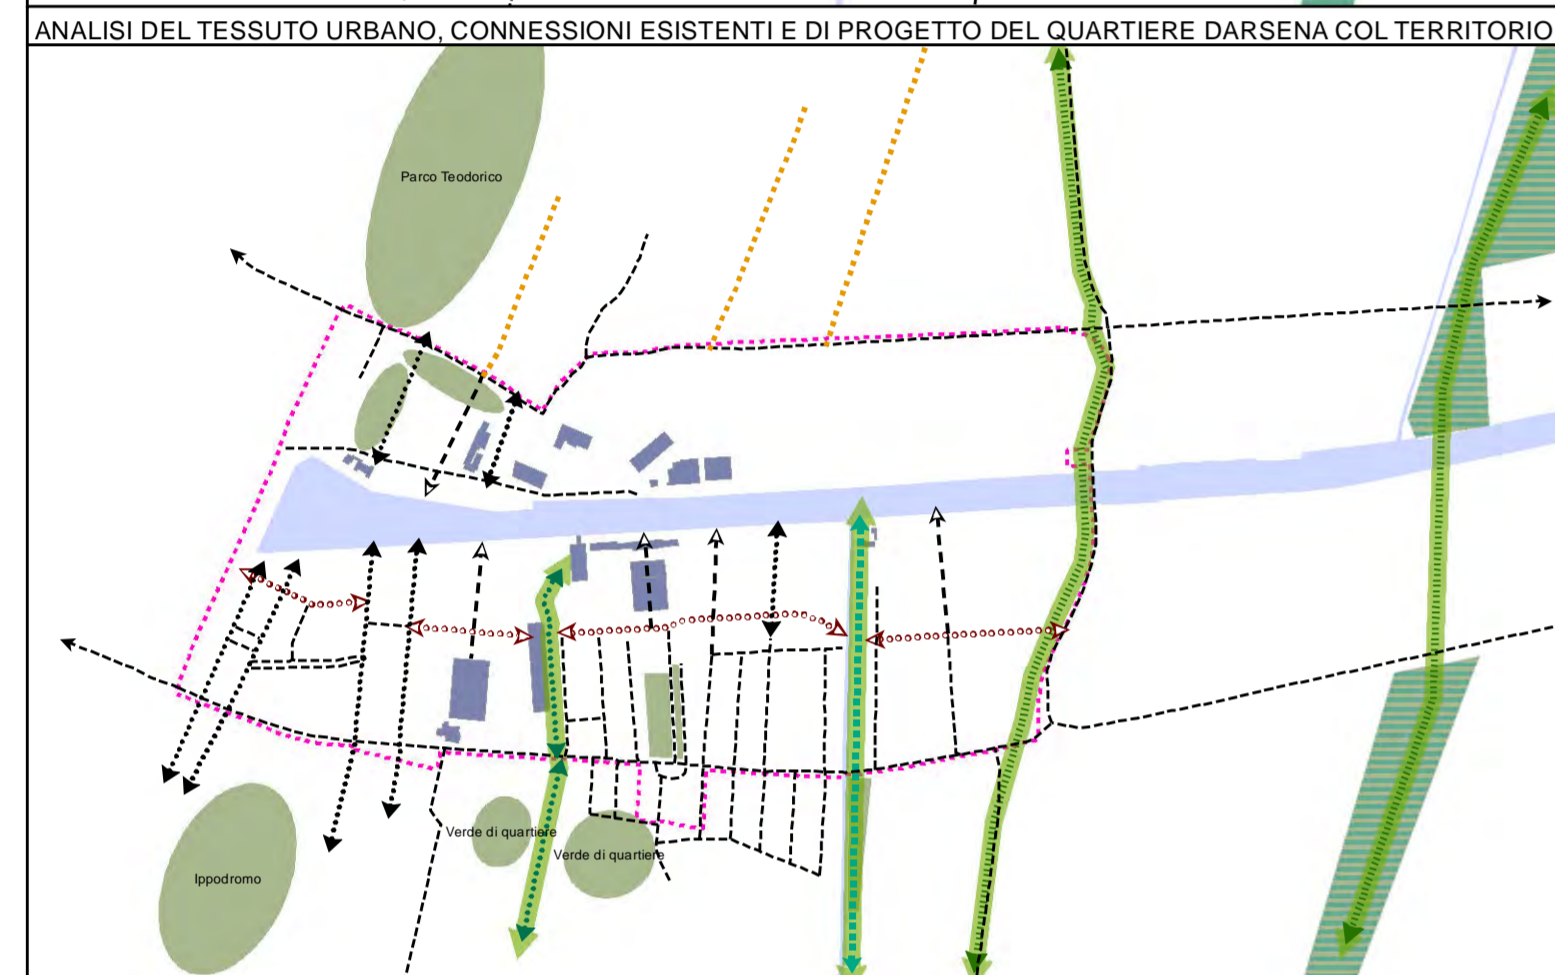 ANALISI DEL TESSUTO URBANO, CONNESSIONI ESISTENTI E DI PROGETTO DEL QUARTIERE DARSENA COL TERRITORIO
Parco Teodorico
Verde di quartiere
Verde di quartiere
Ippodromo